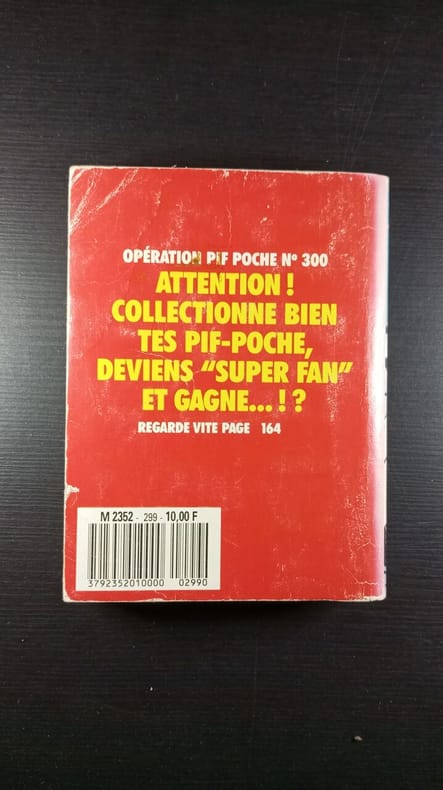 OPÉRATION PIF POCHE Nº 300
ATTENTION !
COLLECTIONNE BIEN
TES PIF-POCHE,
DEVIENS "SUPER FAN"
ET GAGNE... ! ?
REGARDE VITE PAGE 164
M 2352 - 299 - 10,00 F
3792352010000 02990